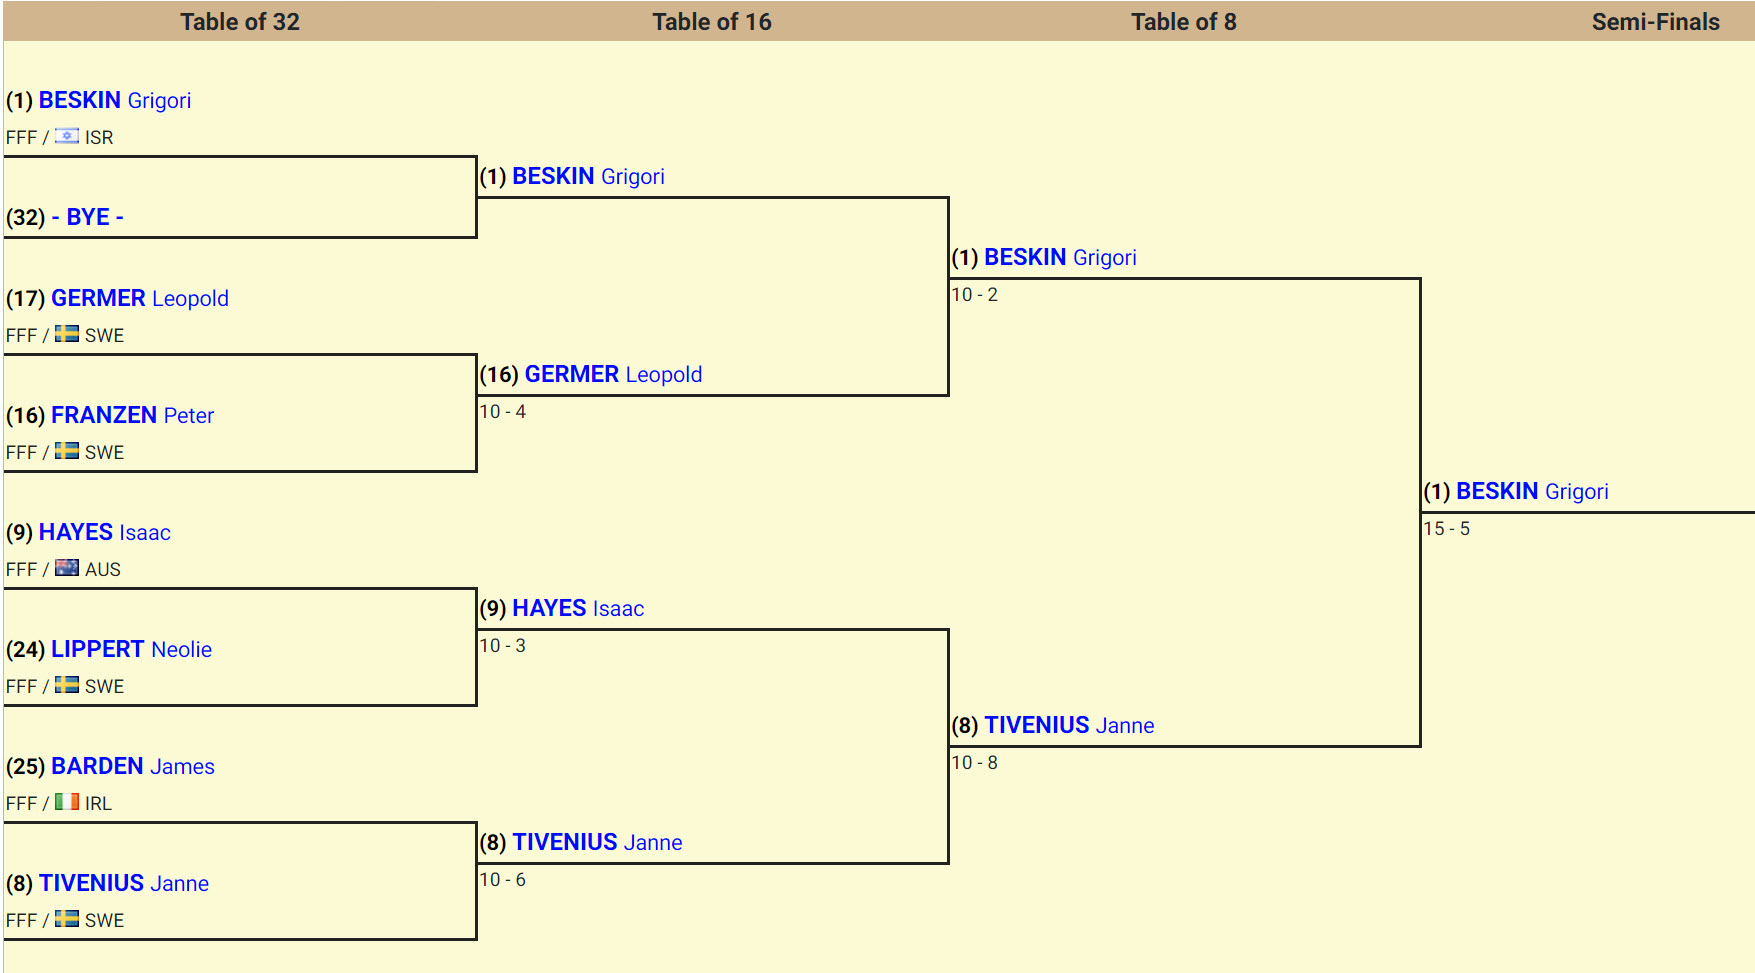 Table of 32
Table of 16
Table of 8
Semi-Finals
(1) BESKIN Grigori
FFF / ISR
(32) - BYE -
(17) GERMER Leopold
FFF / SWE
(16) FRANZEN Peter
FFF / SWE
(9) HAYES Isaac
FFF / AUS
(24) LIPPERT Neolie
FFF / SWE
(25) BARDEN James
FFF / IRL
(8) TIVENIUS Janne
FFF / SWE
(1) BESKIN Grigori
(16) GERMER Leopold
10 - 4
(9) HAYES Isaac
10 - 3
(8) TIVENIUS Janne
10 - 6
(1) BESKIN Grigori
10 - 2
(8) TIVENIUS Janne
10 - 8
(1) BESKIN Grigori
15 - 5